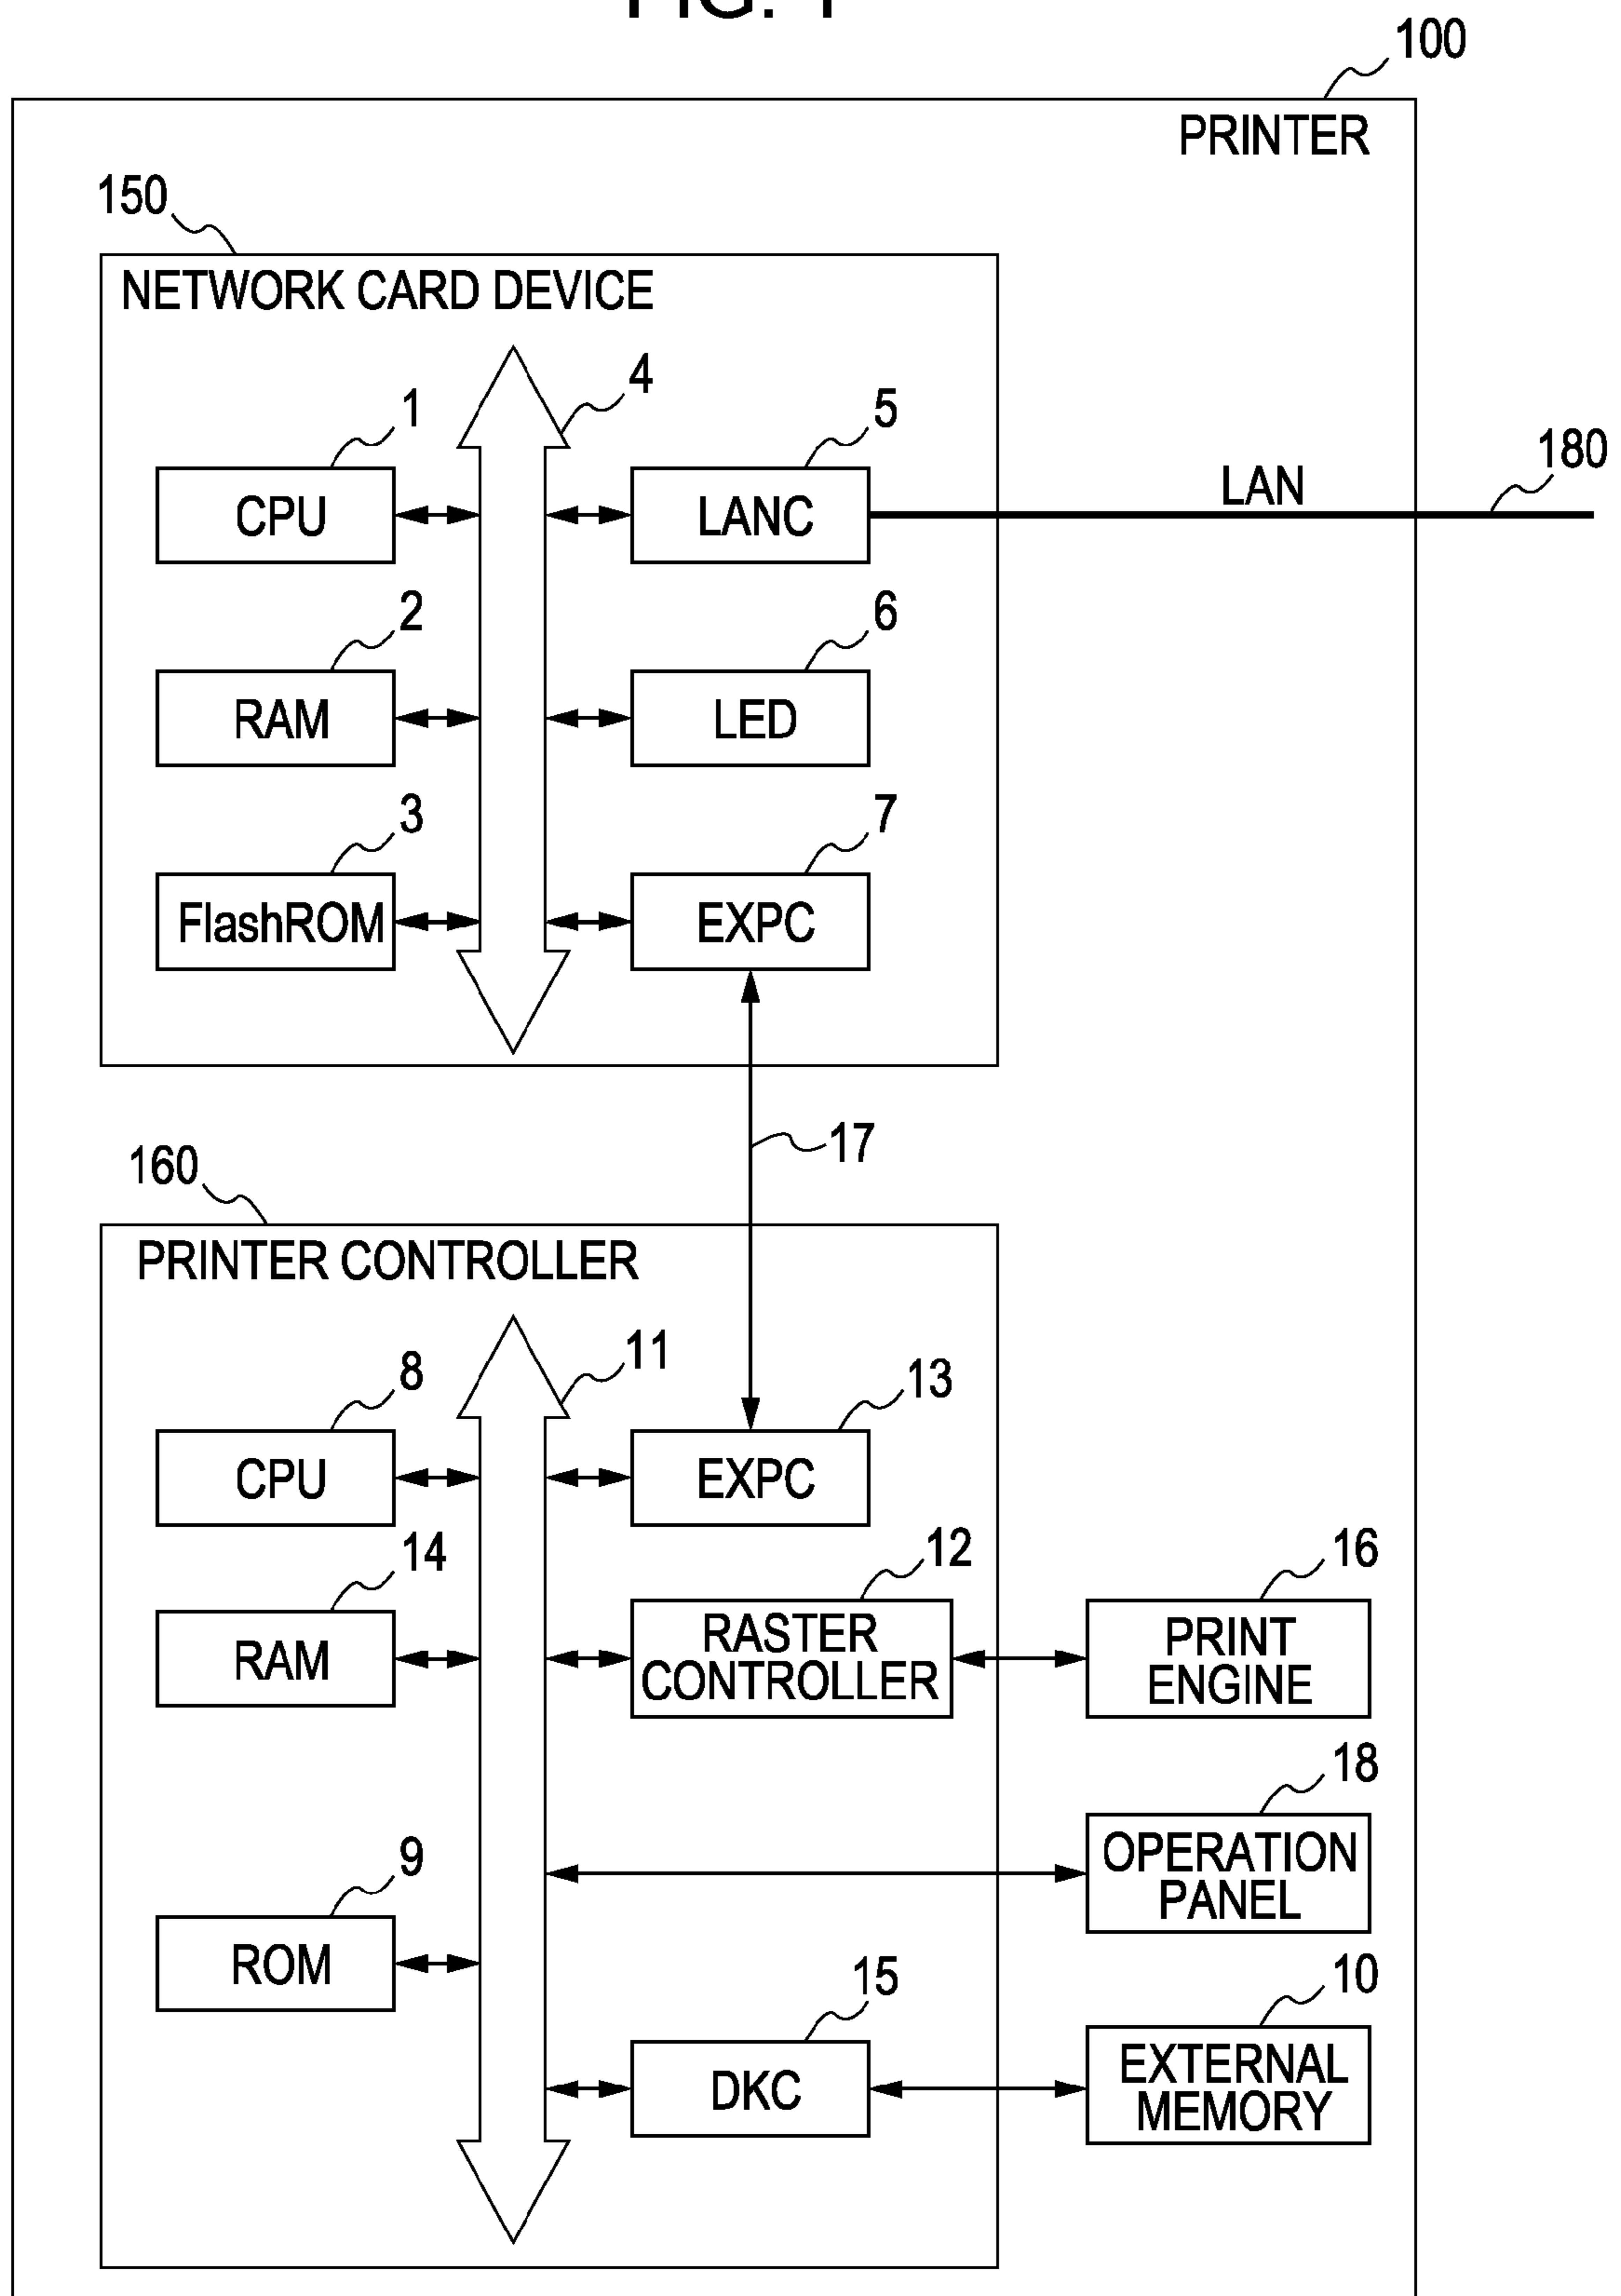 100
PRINTER
150
NETWORK CARD DEVICE
4
1
5
180
CPU
LANC
LAN
2
6
RAM
LED
3
7
FlashROM
EXPC
17
160
PRINTER CONTROLLER
11
8
13
CPU
EXPC
14
12
16
RAM
RASTER
CONTROLLER
PRINT
ENGINE
18
OPERATION
PANEL
9
ROM
15
10
DKC
EXTERNAL
MEMORY